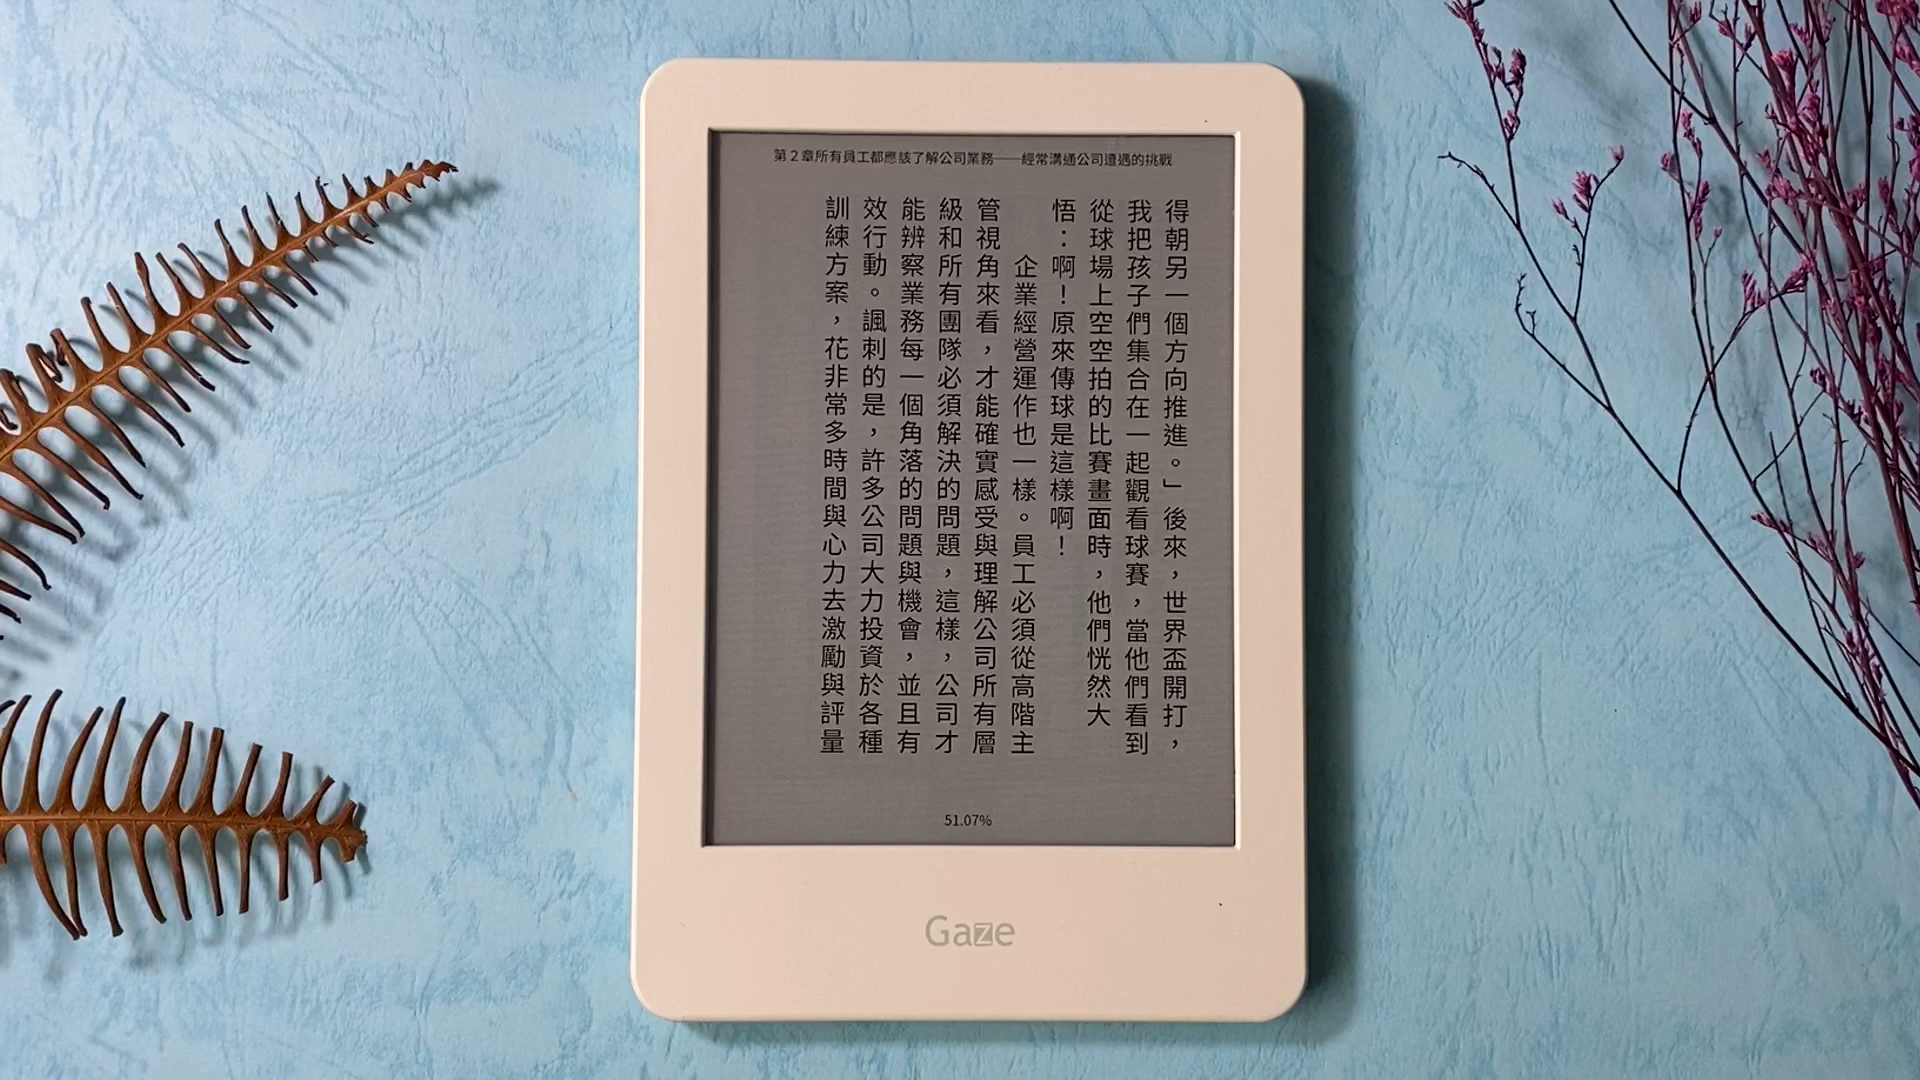 第2章所有員工都應該了解公司業務——經常溝通公司遭遇的挑戰
得朝另一個方向推進。」後來，世界盃開打，
我把孩子們集合在一起觀看球賽，當他們看到
從球場上空空拍的比賽畫面時，他們恍然大
悟：啊！原來傳球是這樣啊！
企業經營運作也一樣。員工必須從高階主
管視角來看，才能確實感受與理解公司所有層
級和所有團隊必須解決的問題，這樣，公司才
能辨察業務每一個角落的問題與機會，並且有
效行動。諷刺的是，許多公司大力投資於各種
訓練方案，花非常多時間與心力去激勵與評量
51.07%
Gaze